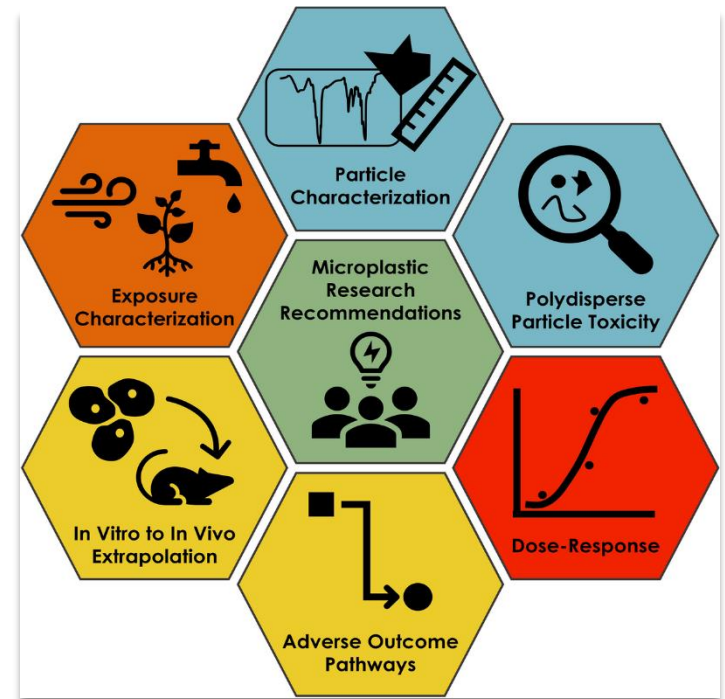 Particle
Characterization
Exposure
Characterization
Microplastic
Research
Recommendations
Polydisperse
Particle Toxicity
In Vitro to In Vivo
Extrapolation
Dose-Response
Adverse Outcome
Pathways